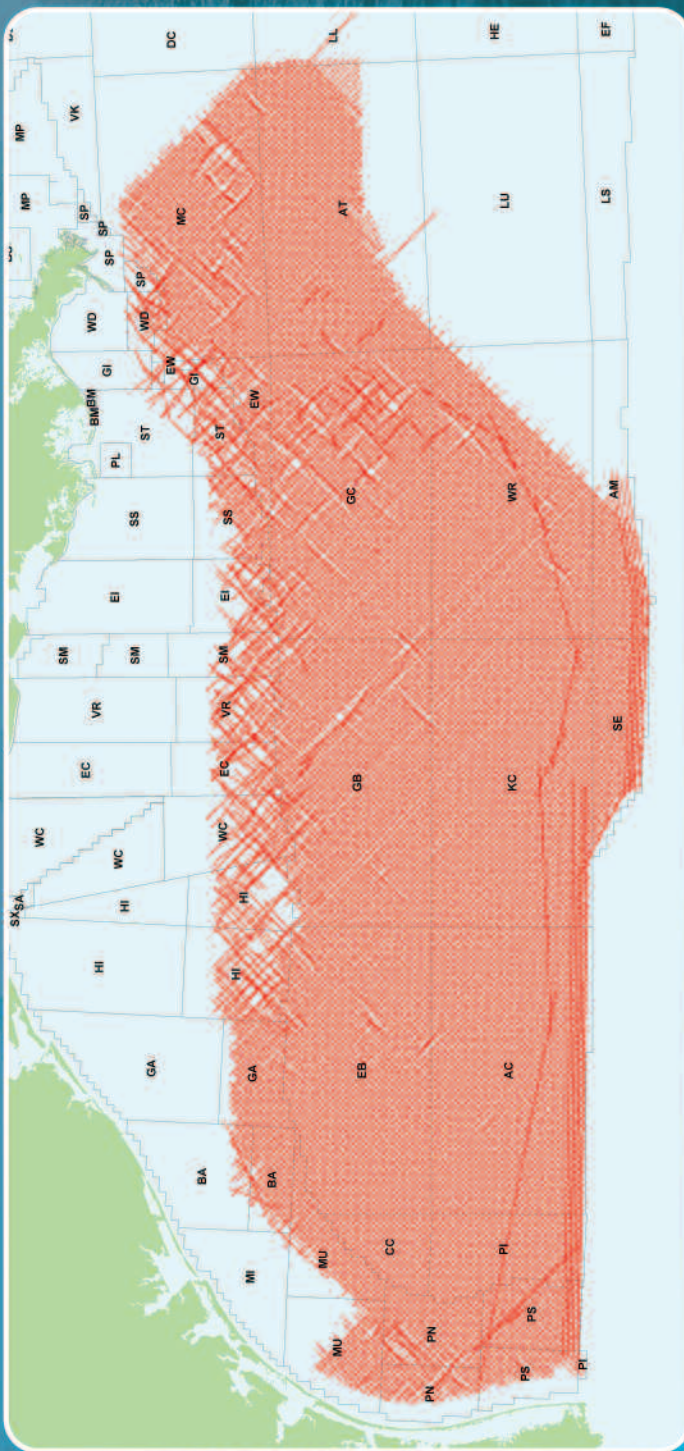 SX
SA
MP
MP
WC
SM
VK
EC
VR
SP
WD
BM
BM
HI
HI
WC
SM
EI
SS
PL
GI
SP
SP
GA
ST
WD
SP
DC
EW
MC
BA
GI
HI
HI
WC
EC
VR
SM
EI
SS
ST
MI
GA
BA
EW
MU
MU
CC
EB
GB
GC
AT
LL
PN
PN
PI
AC
KC
WR
LU
HE
PS
PS
PI
SE
AM
LS
EF